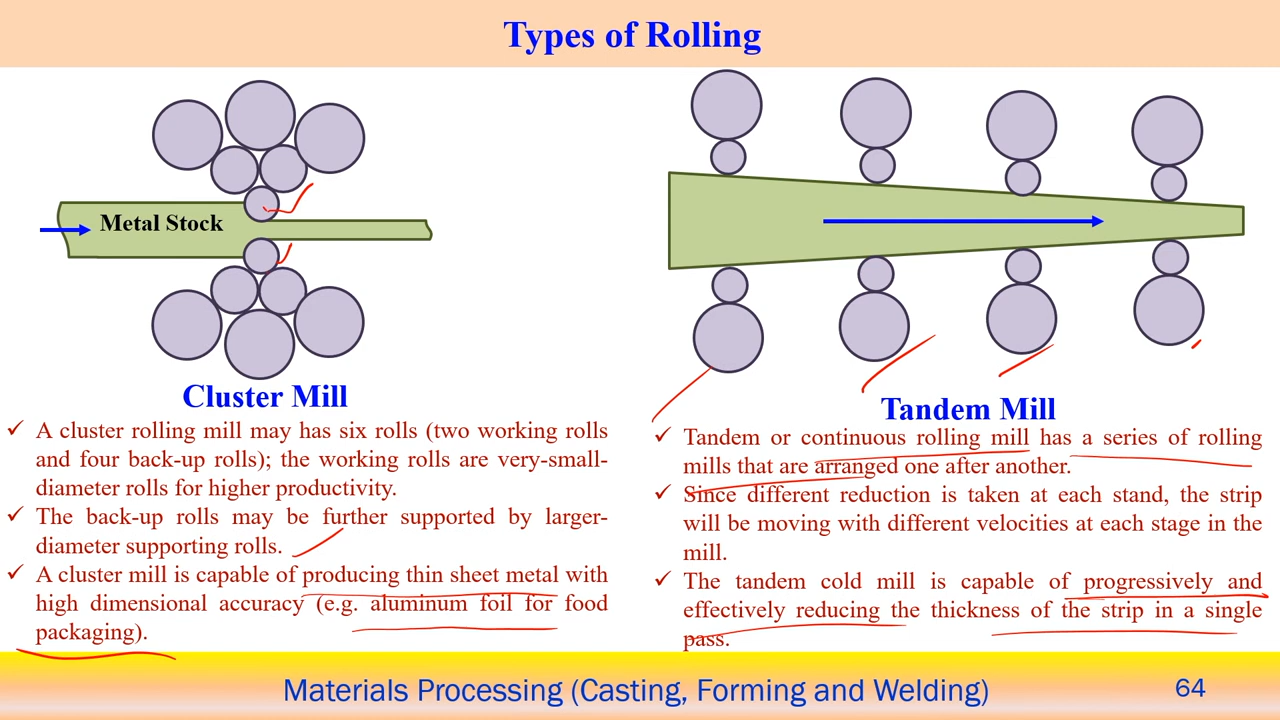 Types of Rolling
Metal Stock
Cluster Mill
✓ A cluster rolling mill may has six rolls (two working rolls
and four back-up rolls); the working rolls are very-small-
diameter rolls for higher productivity.
✓ The back-up rolls may be further supported by larger-
diameter supporting rolls.
✓ A cluster mill is capable of producing thin sheet metal with
high dimensional accuracy (e.g. aluminum foil for food
packaging).
Tandem Mill
✓ Tandem or continuous rolling mill has a series of rolling
mills that are arranged one after another.
✓ Since different reduction is taken at each stand, the strip
will be moving with different velocities at each stage in the
mill.
✓ The tandem cold mill is capable of progressively and
effectively reducing the thickness of the strip in a single
pass.
Materials Processing (Casting, Forming and Welding)
64